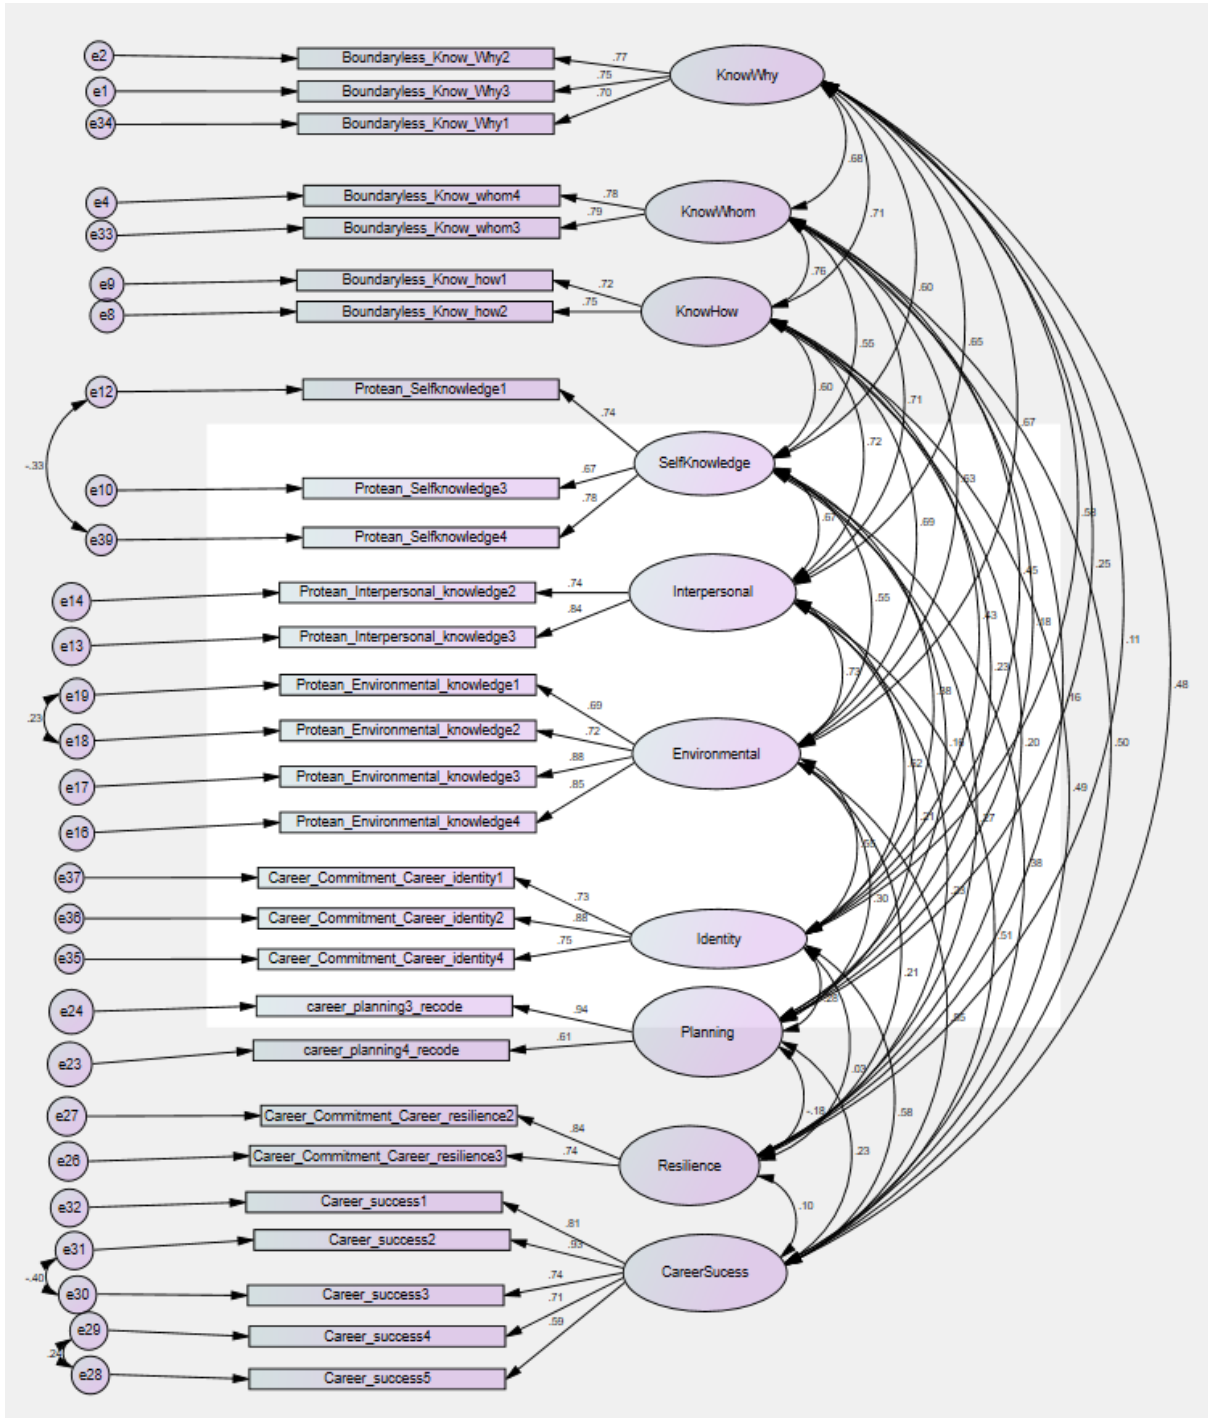 e2
Boundaryless_Know_Why2
.77
KnowWhy
e1
Boundaryless_Know_Why3
.75
e34
Boundaryless_Know_Why1
.70
.68
e4
Boundaryless_Know_whom4
.78
KnowWhom
.71
e33
Boundaryless_Know_whom3
.79
.76
e9
Boundaryless_Know_how1
.72
KnowHow
.60
e8
Boundaryless_Know_how2
.75
.55
.65
e12
Protean_Selfknowledge1
.74
.60
.71
.67
.72
-.33
SelfKnowledge
e10
Protean_Selfknowledge3
.67
.63
e39
Protean_Selfknowledge4
.78
.67
.69
.58
.25
e14
Protean_Interpersonal_knowledge2
.74
Interpersonal
.55
.45
e13
Protean_Interpersonal_knowledge3
.84
.43
.18
.11
.73
.23
.48
e19
Protean_Environmental_knowledge1
.69
.38
.16
.23
e18
Protean_Environmental_knowledge2
.72
Environmental
.20
.50
e17
Protean_Environmental_knowledge3
.88
.62
.49
e16
Protean_Environmental_knowledge4
.85
.21
.27
.38
e37
Career_Commitment_Career_identity1
.73
.30
e36
Career_Commitment_Career_identity2
.88
Identity
.51
e35
Career_Commitment_Career_identity4
.75
.21
e24
career_planning3_recode
.94
Planning
.28
e23
career_planning4_recode
.61
.03
e27
Career_Commitment_Career_resilience2
.84
-.18
.58
e26
Career_Commitment_Career_resilience3
.74
Resilience
.23
e32
Career_success1
.81
.10
e31
Career_success2
.93
-.40
CareerSucess
e30
Career_success3
.74
e29
Career_success4
.71
e28
Career_success5
.59